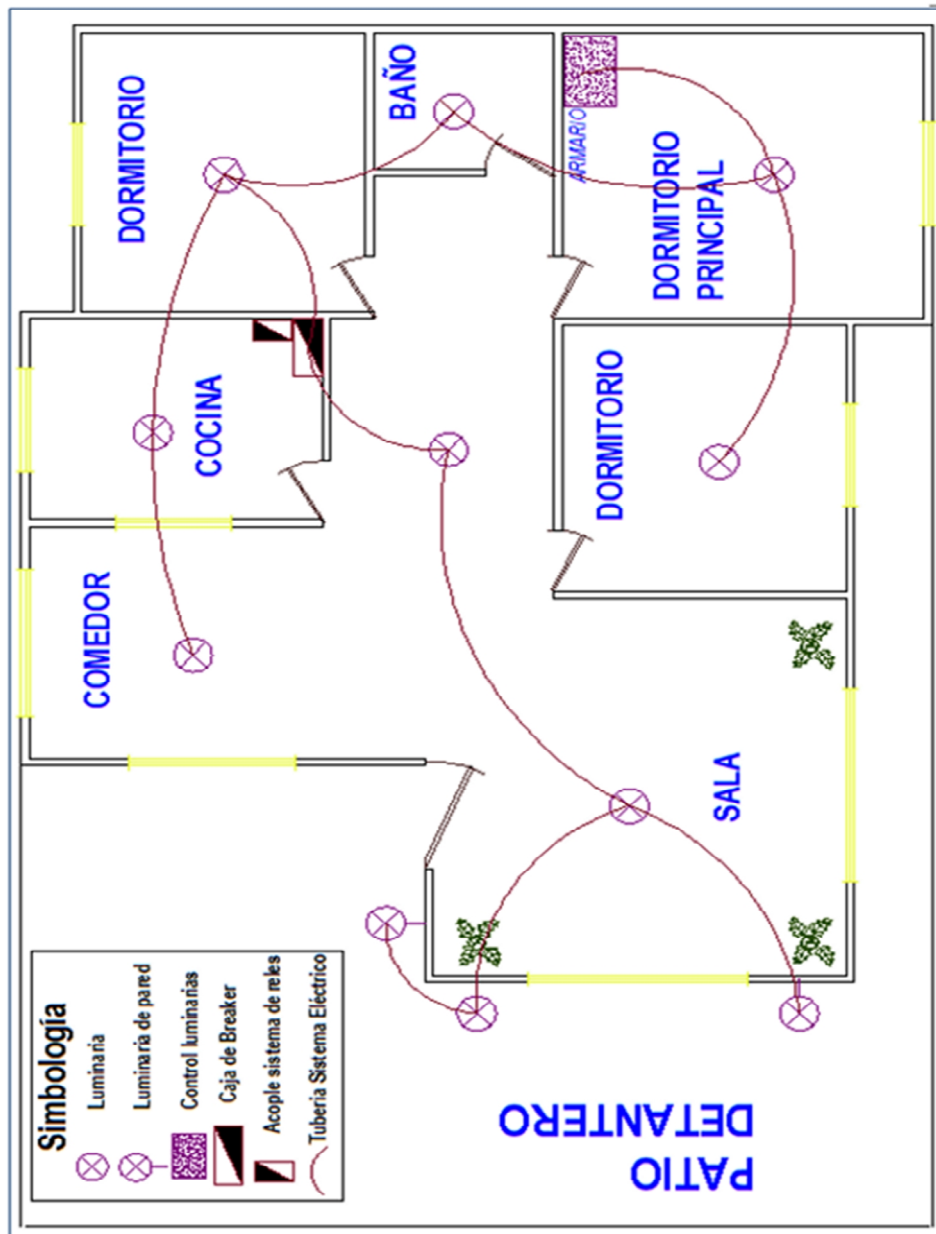 DORMITORIO
BAÑO
ARMARIO
DORMITORIO
PRINCIPAL
COCINA
DORMITORIO
COMEDOR
SALA
Simbología
Luminaria
Luminaria de pared
Control luminarias
Caja de Breaker
Acople sistema de reles
Tuberia Sistema Eléctrico
PATIO
DETANTERO